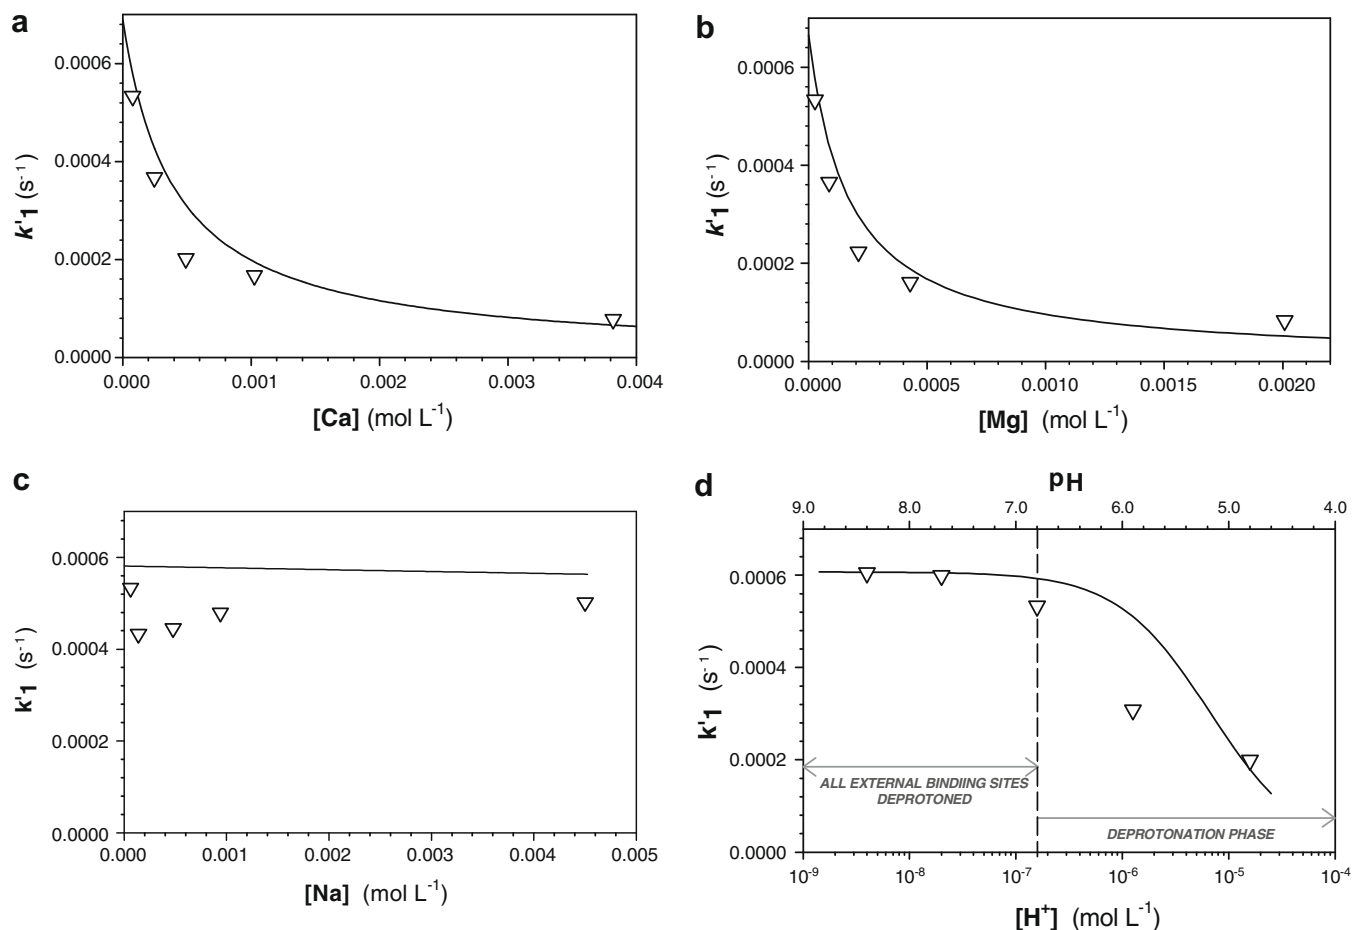 a
0.0006
0.0004
0.0002
0.0000
k'1 (s-1)
0.000 0.001 0.002 0.003 0.004
[Ca] (mol L-1)
b
0.0006
0.0004
0.0002
0.0000
k'1 (s-1)
0.0000 0.0005 0.0010 0.0015 0.0020
[Mg] (mol L-1)
c
0.0006
0.0004
0.0002
0.0000
k'1 (s-1)
0.000 0.001 0.002 0.003 0.004 0.005
[Na] (mol L-1)
d
pH
9.0 8.0 7.0 6.0 5.0 4.0
0.0006
0.0004
0.0002
0.0000
k'1 (s-1)
ALL EXTERNAL BINDIING SITES
DEPROTONED
DEPROTONATION PHASE
10-9 10-8 10-7 10-6 10-5 10-4
[H+] (mol L-1)